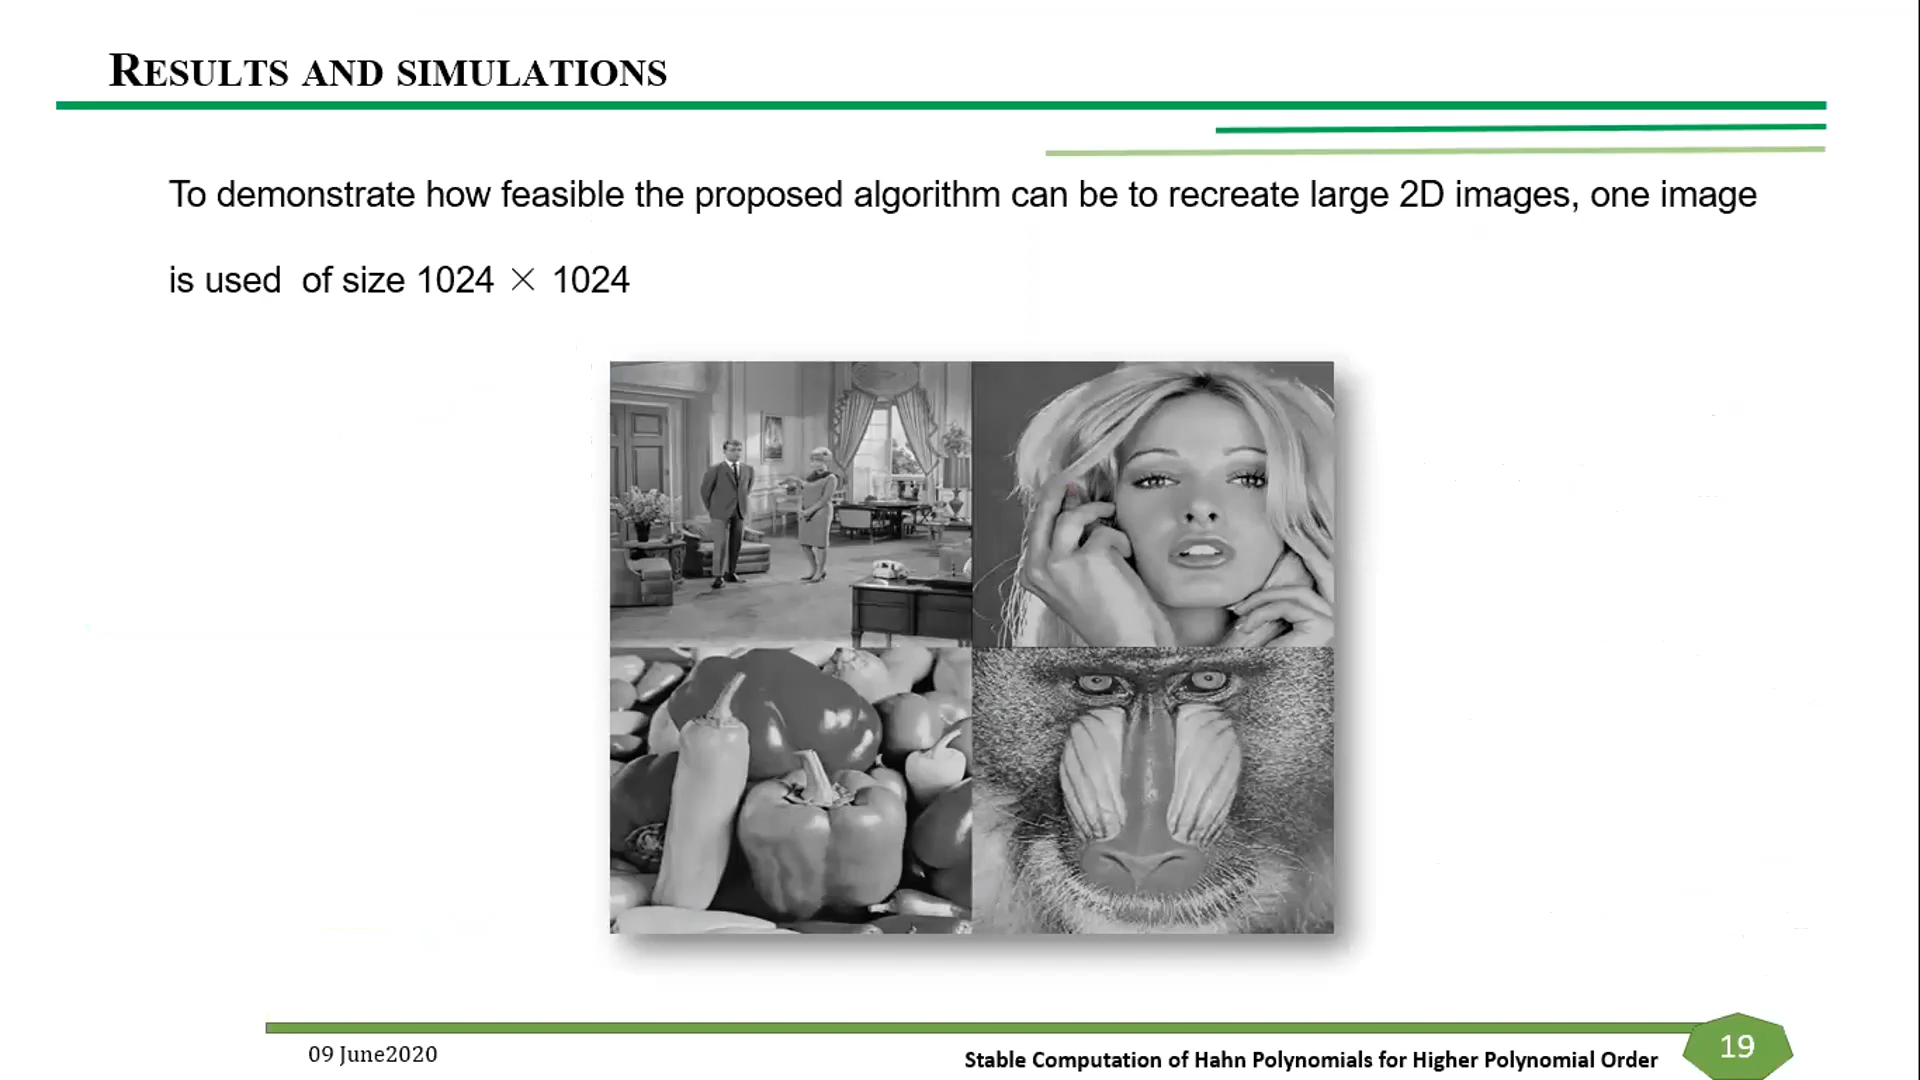 RESULTS AND SIMULATIONS
To demonstrate how feasible the proposed algorithm can be to recreate large 2D images, one image
is used of size 1024 × 1024
09 June2020
Stable Computation of Hahn Polynomials for Higher Polynomial Order
19